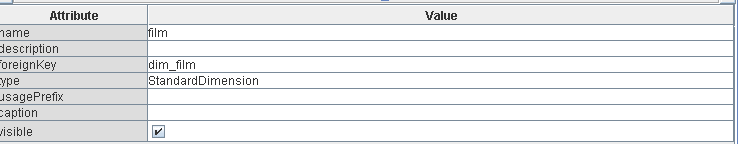 Attribute Value
name film
description
foreignKey dim_film
type StandardDimension
usagePrefix
caption
visible